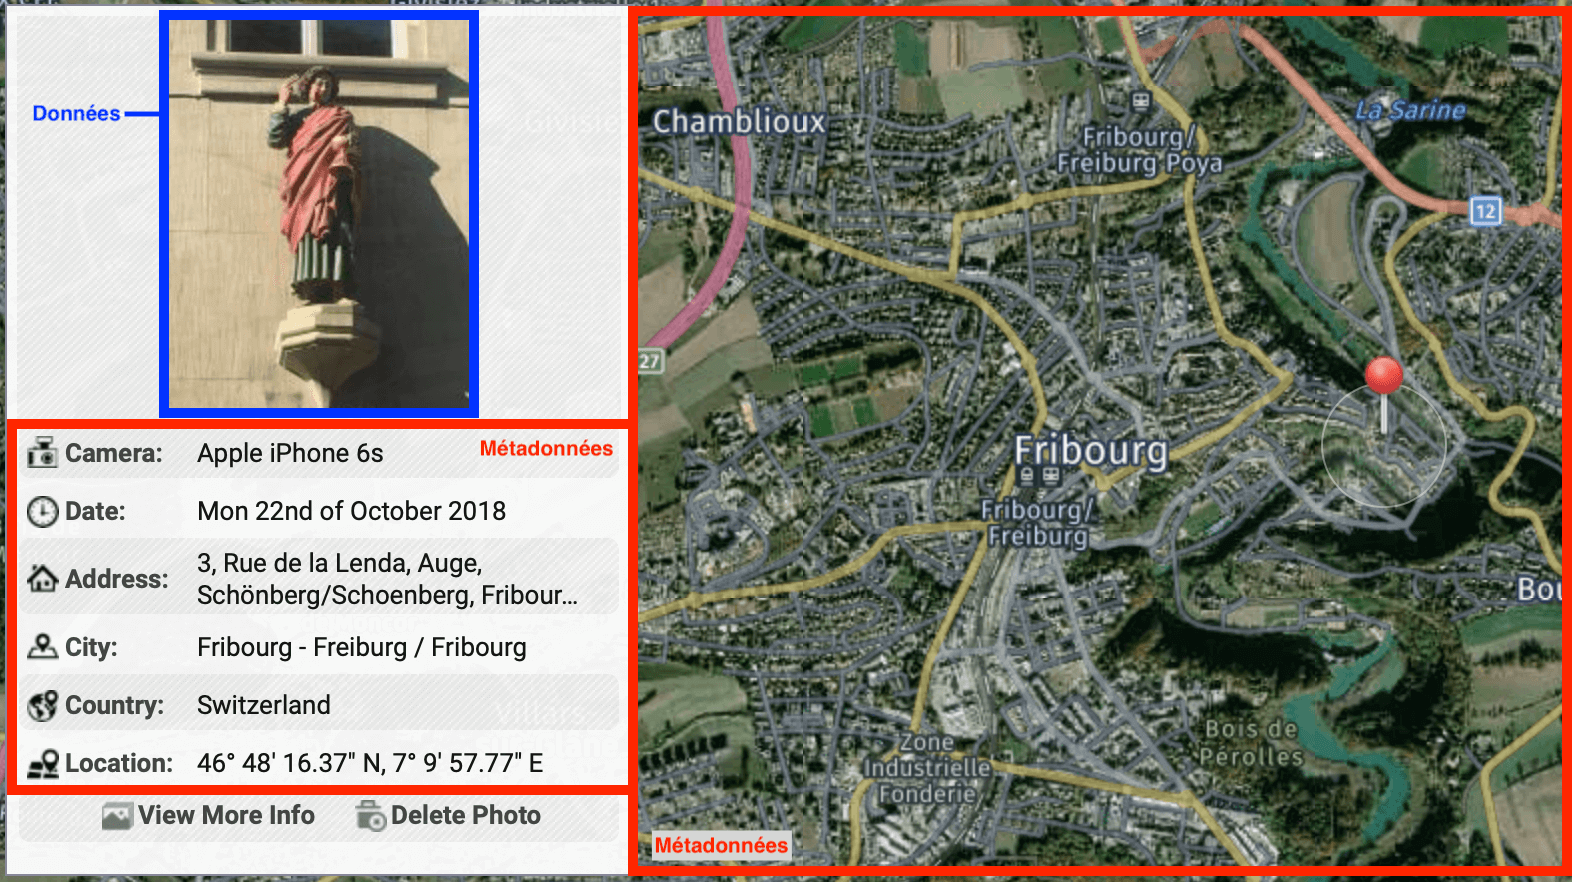 Données
Métadonnées
Camera: Apple iPhone 6s
Date: Mon 22nd of October 2018
Address: 3, Rue de la Lenda, Auge,
Schönberg/Schoenberg, Fribour...
City: Fribourg - Freiburg / Fribourg
Country: Switzerland
Location: 46° 48' 16.37" N, 7° 9' 57.77" E
View More Info
Delete Photo
Chamblioux
Fribourg/
Freiburg Poya
La Sarine
12
27
Fribourg
Fribourg/
Freiburg
Bou
Bois de
Pérolles
Zone
Industrielle
Fonderie
Métadonnées